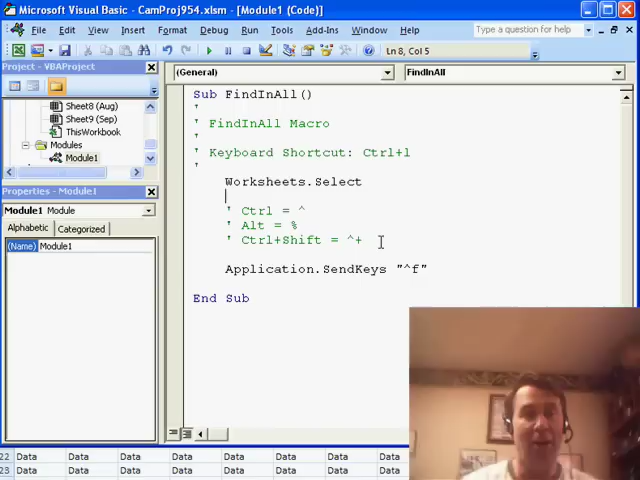 Microsoft Visual Basic - CamProj954.xlsm - [Module1 (Code)]
File Edit View Insert Format Debug Run Tools Add-Ins Window Type a question for help
Help
Ln 8, Col 5
Project - VBAProject
Sheet8 (Aug)
Sheet9 (Sep)
ThisWorkbook
Modules
Module1
Properties - Module1
Module1 Module
Alphabetic Categorized
(Name) Module1
(General) FindInAll
Sub FindInAll()
'
' FindInAll Macro
'
' Keyboard Shortcut: Ctrl+l
'
Worksheets.Select
' Ctrl = ^
' Alt = %
' Ctrl+Shift = ^+
Application.SendKeys "^f"
End Sub
22 Data Data Data Data Data Data
23 Data Data Data Data Data Data